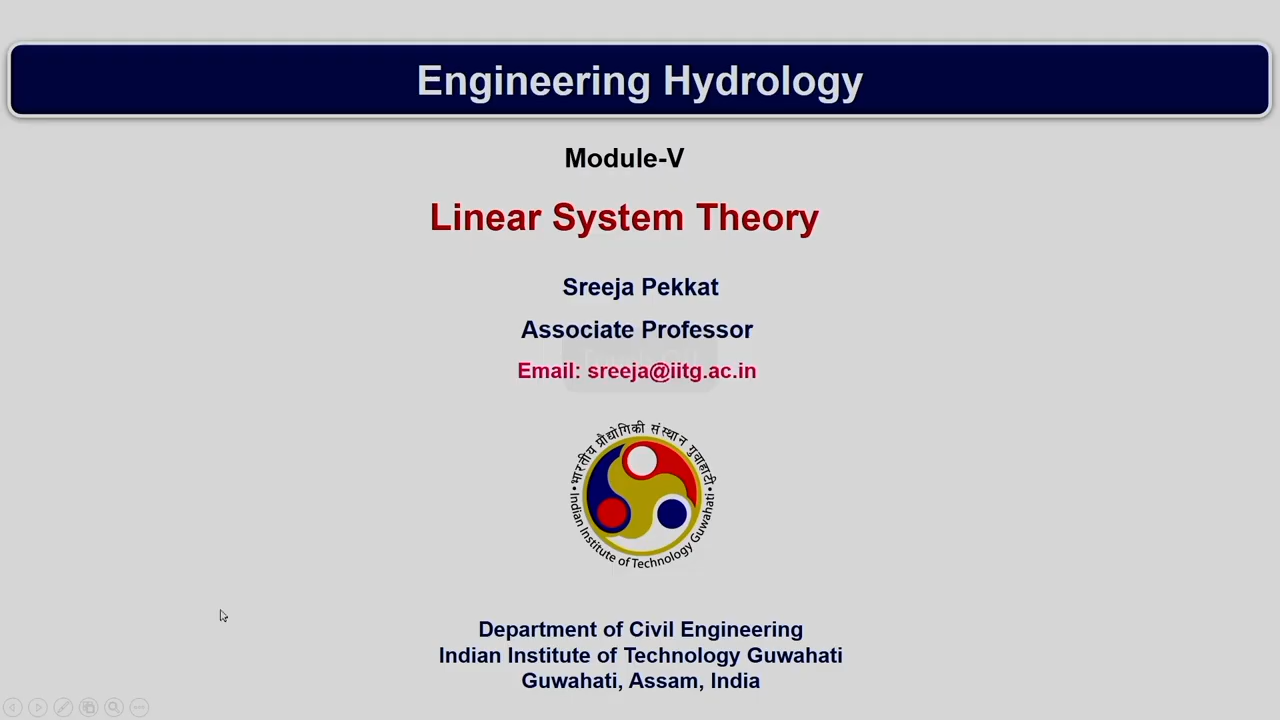 Engineering Hydrology
Module-V
Linear System Theory
Sreeja Pekkat
Associate Professor
Email: sreeja@iitg.ac.in
भारतीय प्रौद्योगिकी संस्थान गुवाहाटी
Indian Institute of Technology Guwahati
Department of Civil Engineering
Indian Institute of Technology Guwahati
Guwahati, Assam, India